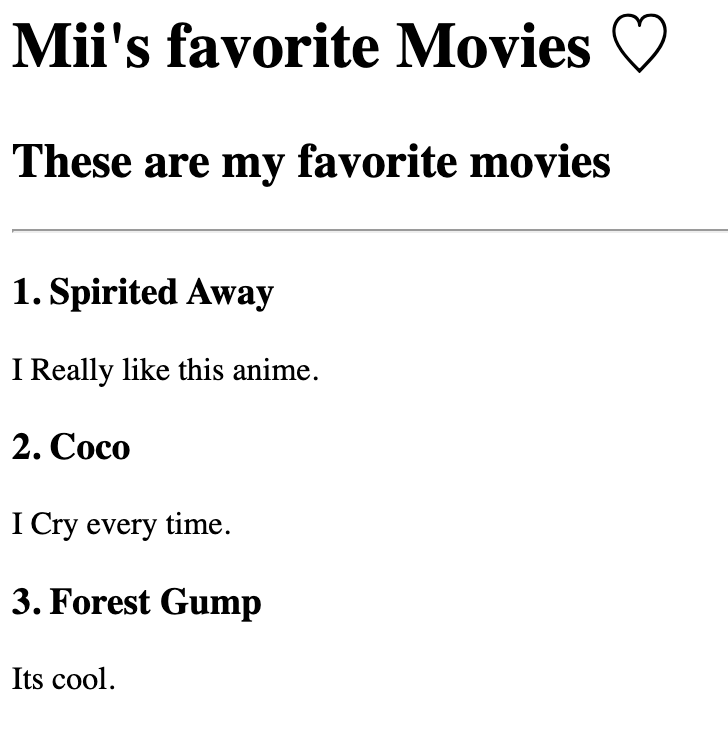 Mii's favorite Movies ♡
These are my favorite movies
1. Spirited Away
I Really like this anime.
2. Coco
I Cry every time.
3. Forest Gump
Its cool.